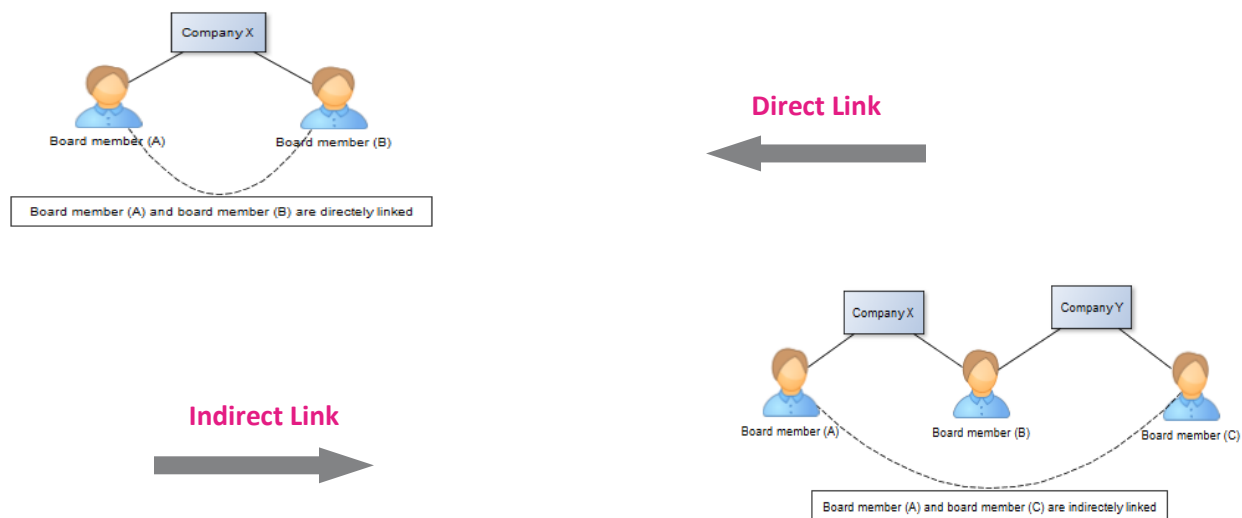 Company X
Board member (A)
Board member (B)
Board member (A) and board member (B) are directely linked
Direct Link
Company X
Company Y
Board member (A)
Board member (B)
Board member (C)
Board member (A) and board member (C) are indirectely linked
Indirect Link